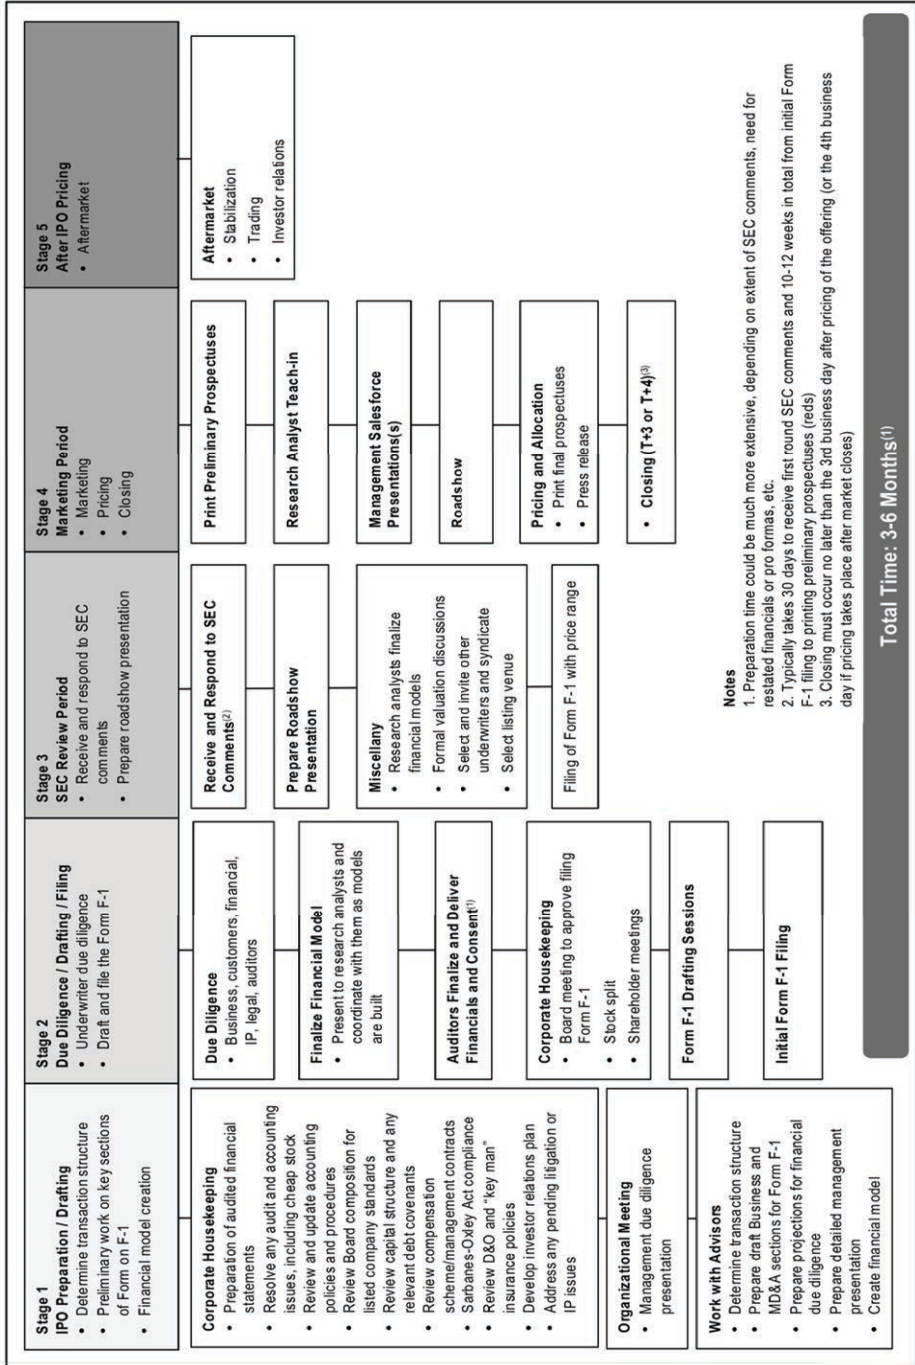 Stage 1
IPO Preparation / Drafting
• Determine transaction structure
• Preliminary work on key sections
of Form on F-1
• Financial model creation
Stage 2
Due Diligence / Drafting / Filing
• Underwriter due diligence
• Draft and file the Form F-1
Stage 3
SEC Review Period
• Receive and respond to SEC
comments
• Prepare roadshow presentation
Stage 4
Marketing Period
• Marketing
• Pricing
• Closing
Stage 5
After IPO Pricing
• Aftermarket
Corporate Housekeeping
• Preparation of audited financial
statements
• Resolve any audit and accounting
issues, including cheap stock
• Review and update accounting
policies and procedures
• Review Board composition for
listed company standards
• Review capital structure and any
relevant debt covenants
• Review compensation
scheme/management contracts
• Sarbanes-Oxley Act compliance
• Review D&O and “key man”
insurance policies
• Develop investor relations plan
• Address any pending litigation or
IP issues
Organizational Meeting
• Management due diligence
presentation
Work with Advisors
• Determine transaction structure
• Prepare draft Business and
MD&A sections for Form F-1
• Prepare projections for financial
due diligence
• Prepare detailed management
presentation
• Create financial model
Due Diligence
• Business, customers, financial,
IP, legal, auditors
Finalize Financial Model
• Present to research analysts and
coordinate with them as models
are built
Auditors Finalize and Deliver
Financials and Consent(1)
Corporate Housekeeping
• Board meeting to approve filing
Form F-1
• Stock split
• Shareholder meetings
Form F-1 Drafting Sessions
Initial Form F-1 Filing
Receive and Respond to SEC
Comments(2)
Prepare Roadshow
Presentation
Miscellany
• Research analysts finalize
financial models
• Formal valuation discussions
• Select and invite other
underwriters and syndicate
• Select listing venue
Filing of Form F-1 with price range
Print Preliminary Prospectuses
Research Analyst Teach-in
Management Salesforce
Presentations(s)
Roadshow
Pricing and Allocation
• Print final prospectuses
• Press release
• Closing (T+3 or T+4)(3)
Aftermarket
• Stabilization
• Trading
• Investor relations
Notes
1. Preparation time could be much more extensive, depending on extent of SEC comments, need for
restated financials or pro formas, etc.
2. Typically takes 30 days to receive first round SEC comments and 10-12 weeks in total from initial Form
F-1 filing to printing preliminary prospectuses (reds)
3. Closing must occur no later than the 3rd business day after pricing of the offering (or the 4th business
day if pricing takes place after market closes)
Total Time: 3-6 Months(1)